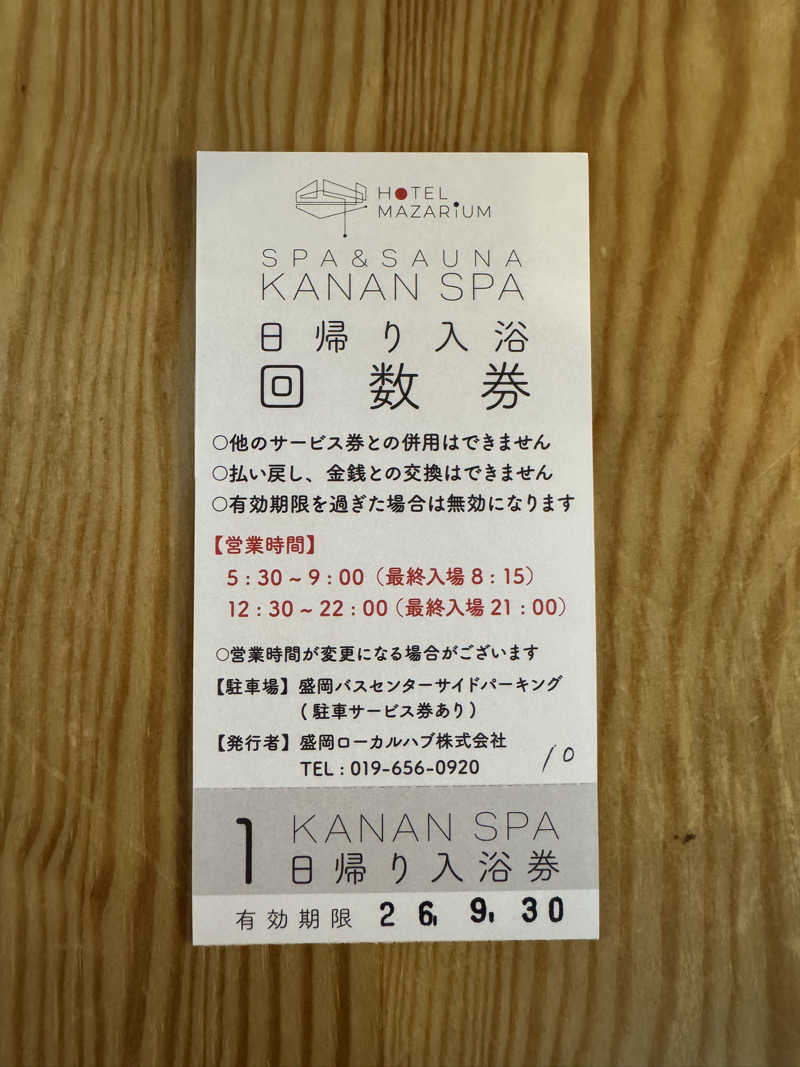 HOTEL
MAZARiUM
SPA&SAUNA
KANAN SPA
日帰り入浴
回数券
○他のサービス券との併用はできません
○払い戻し、金銭との交換はできません
○有効期限を過ぎた場合は無効になります
【営業時間】
5:30~9:00（最終入場8:15）
12:30~22:00（最終入場21:00）
○営業時間が変更になる場合がございます
【駐車場】盛岡バスセンターサイドパーキング
(駐車サービス券あり)
【発行者】盛岡ローカルハブ株式会社
TEL:019-656-0920
10
1 KANAN SPA
日帰り入浴券
有効期限 26. 9. 30